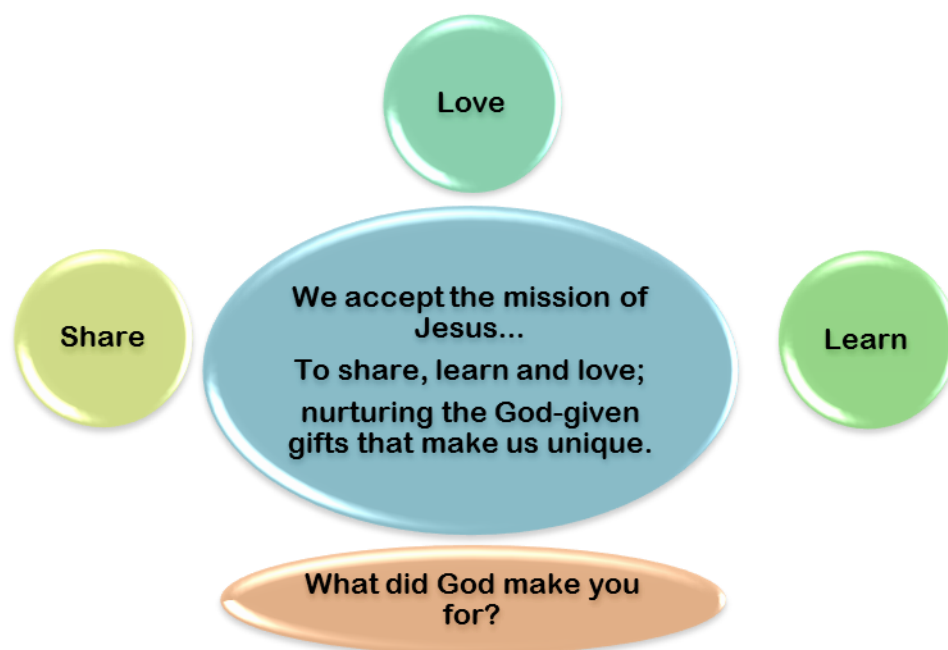 Love
Share
We accept the mission of
Jesus...
To share, learn and love;
nurturing the God-given
gifts that make us unique.
Learn
What did God make you
for?